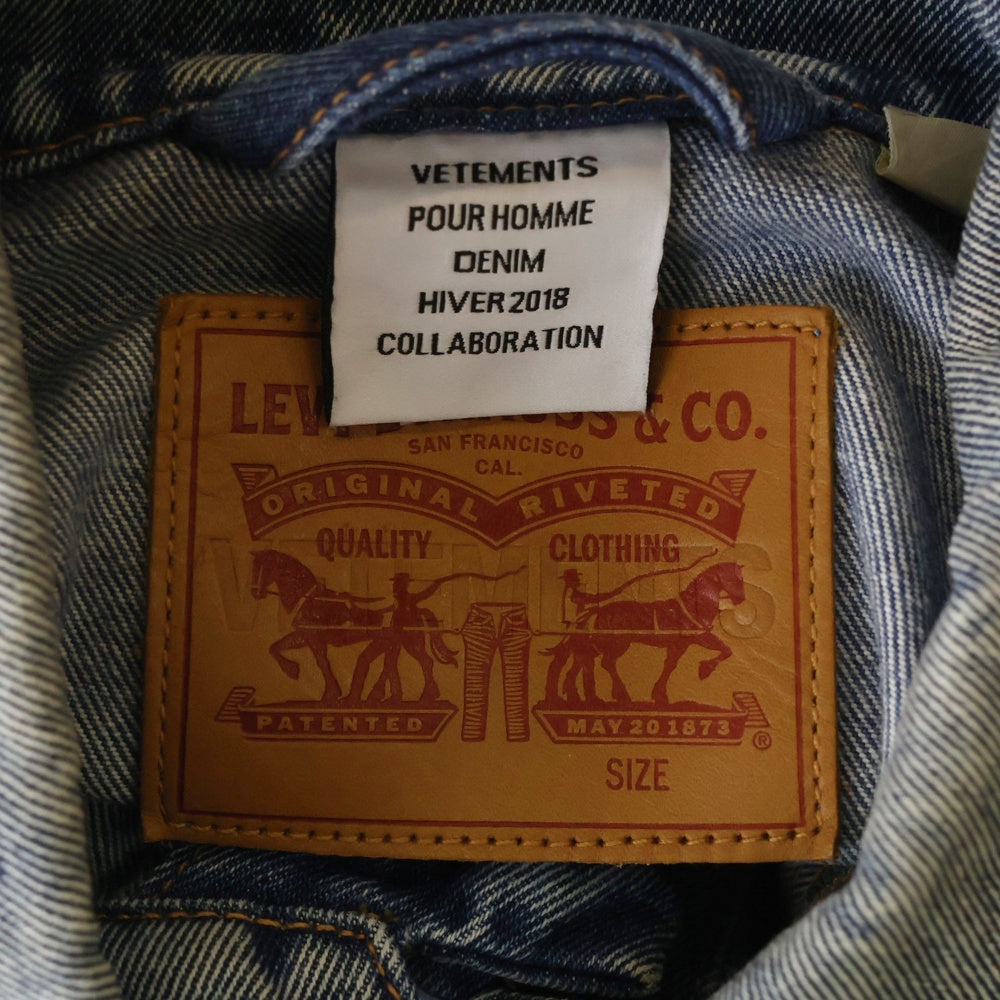 VETEMENTS
POUR HOMME
DENIM
HIVER 2018
COLLABORATION
& CO.
SAN FRANCISCO
CAL.
ORIGINAL RIVETED
QUALITY CLOTHING
VETEMENTS
PATENTED MAY 20 1873
®
SIZE